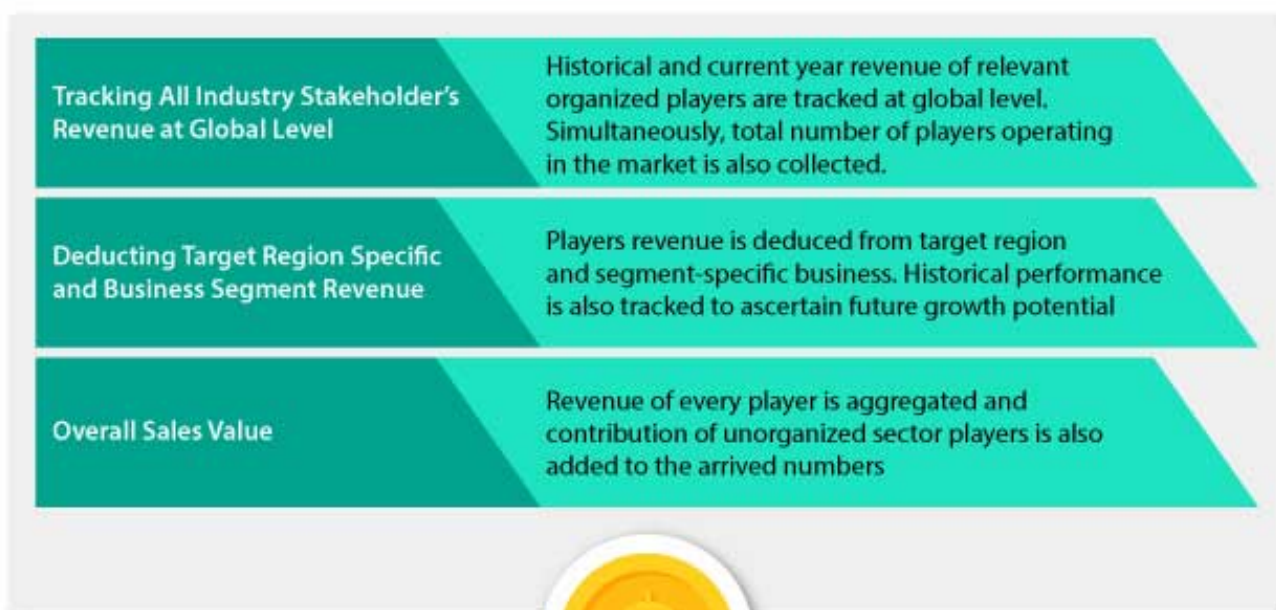 Tracking All Industry Stakeholder's
Revenue at Global Level
Historical and current year revenue of relevant
organized players are tracked at global level.
Simultaneously, total number of players operating
in the market is also collected.
Deducting Target Region Specific
and Business Segment Revenue
Players revenue is deduced from target region
and segment-specific business. Historical performance
is also tracked to ascertain future growth potential
Overall Sales Value
Revenue of every player is aggregated and
contribution of unorganized sector players is also
added to the arrived numbers